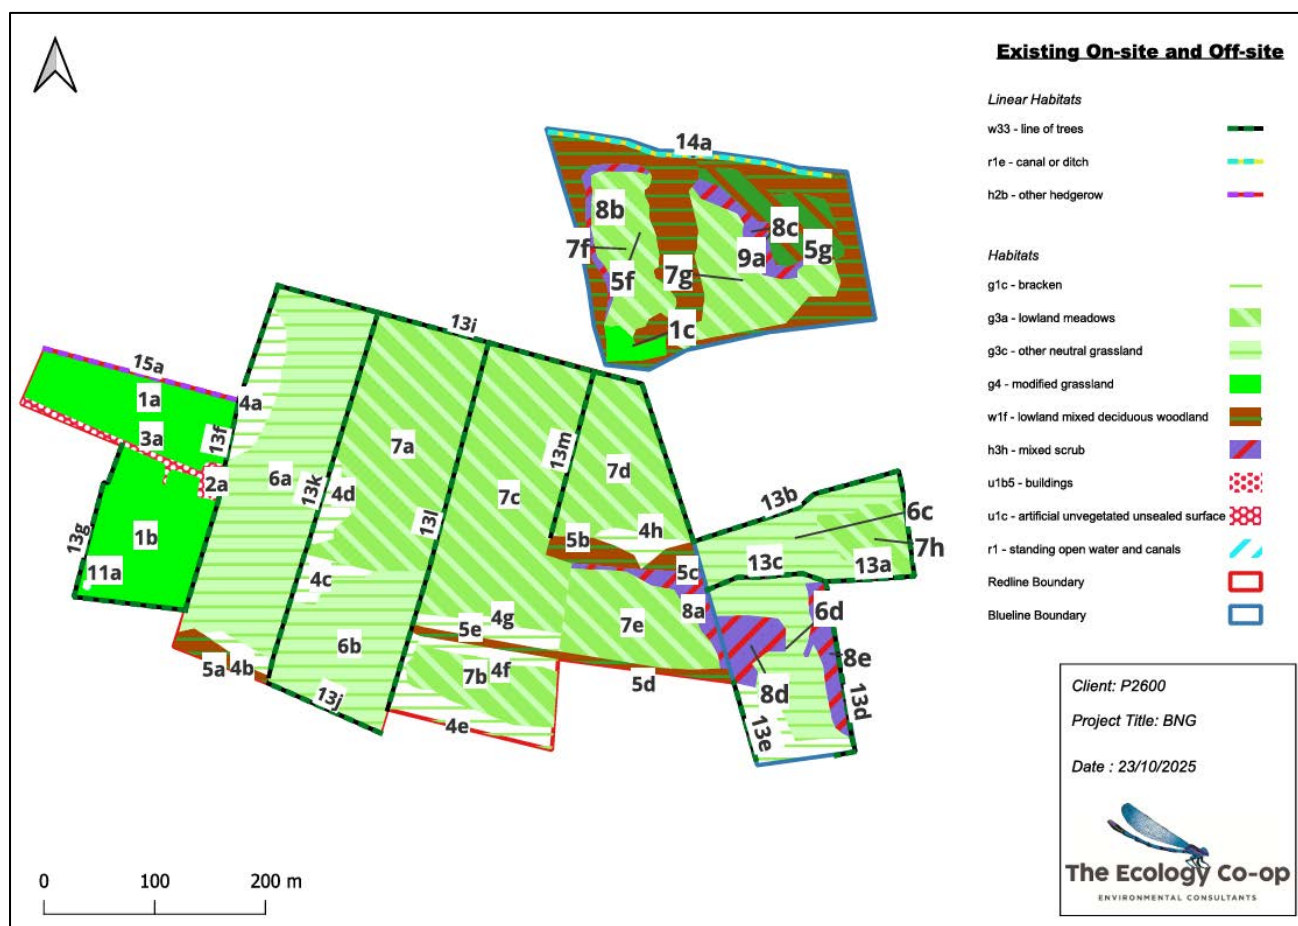 Existing On-site and Off-site
Linear Habitats
w33 - line of trees
r1e - canal or ditch
h2b - other hedgerow
Habitats
g1c - bracken
g3a - lowland meadows
g3c - other neutral grassland
g4 - modified grassland
w1f - lowland mixed deciduous woodland
h3h - mixed scrub
u1b5 - buildings
u1c - artificial unvegetated unsealed surface
r1 - standing open water and canals
Redline Boundary
Blueline Boundary
14a
8b
8c
7f
9a
5g
5f
7g
1c
13i
15a
1a
4a
3a
13f
7a
13m
7d
2a
6a
13k
4d
7c
13l
13b
6c
13g
1b
5b
4h
7h
11a
4c
13c
13a
5c
8a
6d
4g
5e
7e
6b
8e
5a
4b
7b
4f
5d
8d
13d
13j
4e
13e
Client: P2600
Project Title: BNG
Date : 23/10/2025
The Ecology Co-op
ENVIRONMENTAL CONSULTANTS
0 100 200 m